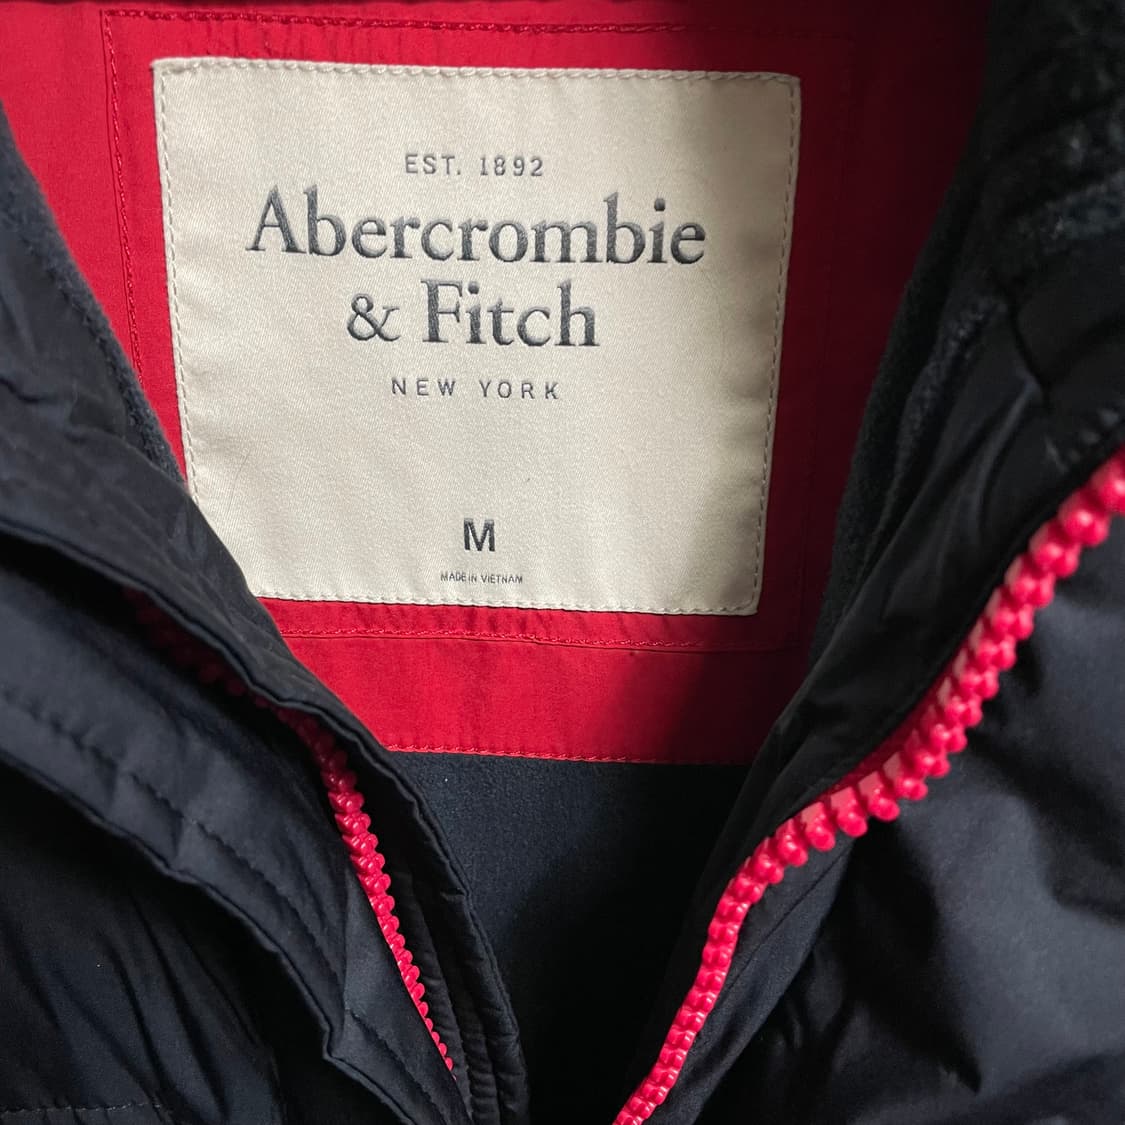 EST. 1892
Abercrombie
& Fitch
NEW YORK
M
MADE IN VIETNAM